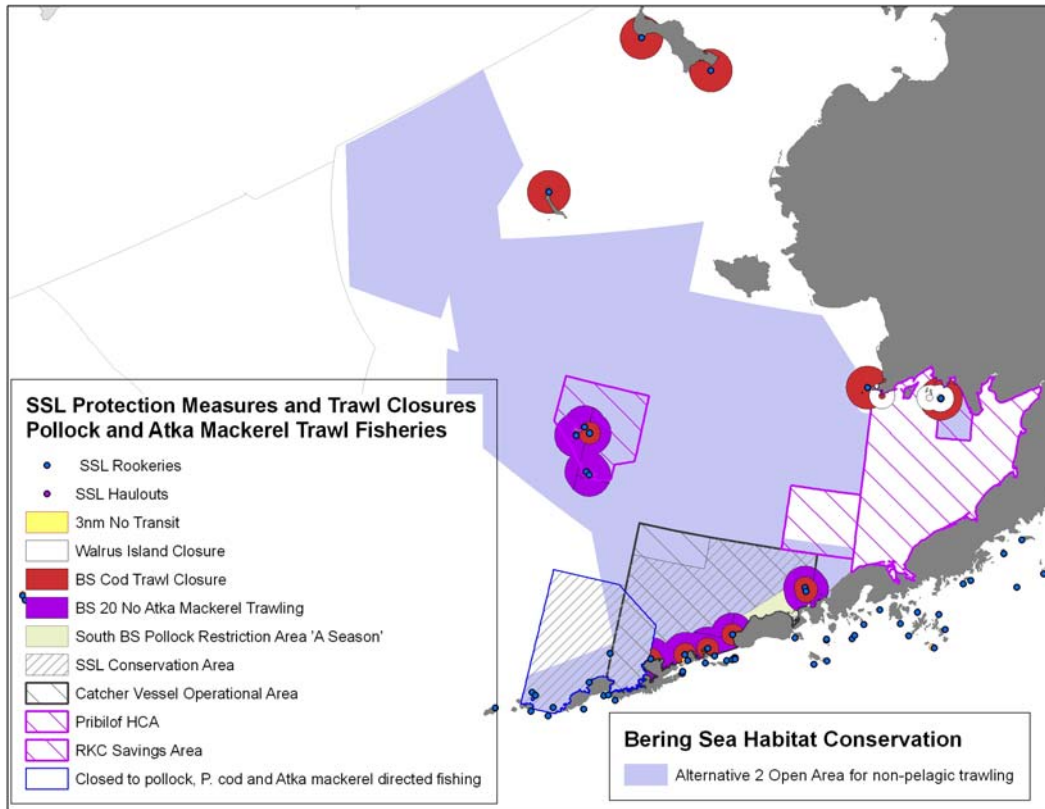 SSL Protection Measures and Trawl Closures
Pollock and Atka Mackerel Trawl Fisheries
SSL Rookeries
SSL Haulouts
3nm No Transit
Walrus Island Closure
BS Cod Trawl Closure
BS 20 No Atka Mackerel Trawling
South BS Pollock Restriction Area 'A Season'
SSL Conservation Area
Catcher Vessel Operational Area
Pribilof HCA
RKC Savings Area
Closed to pollock, P. cod and Atka mackerel directed fishing
Bering Sea Habitat Conservation
Alternative 2 Open Area for non-pelagic trawling